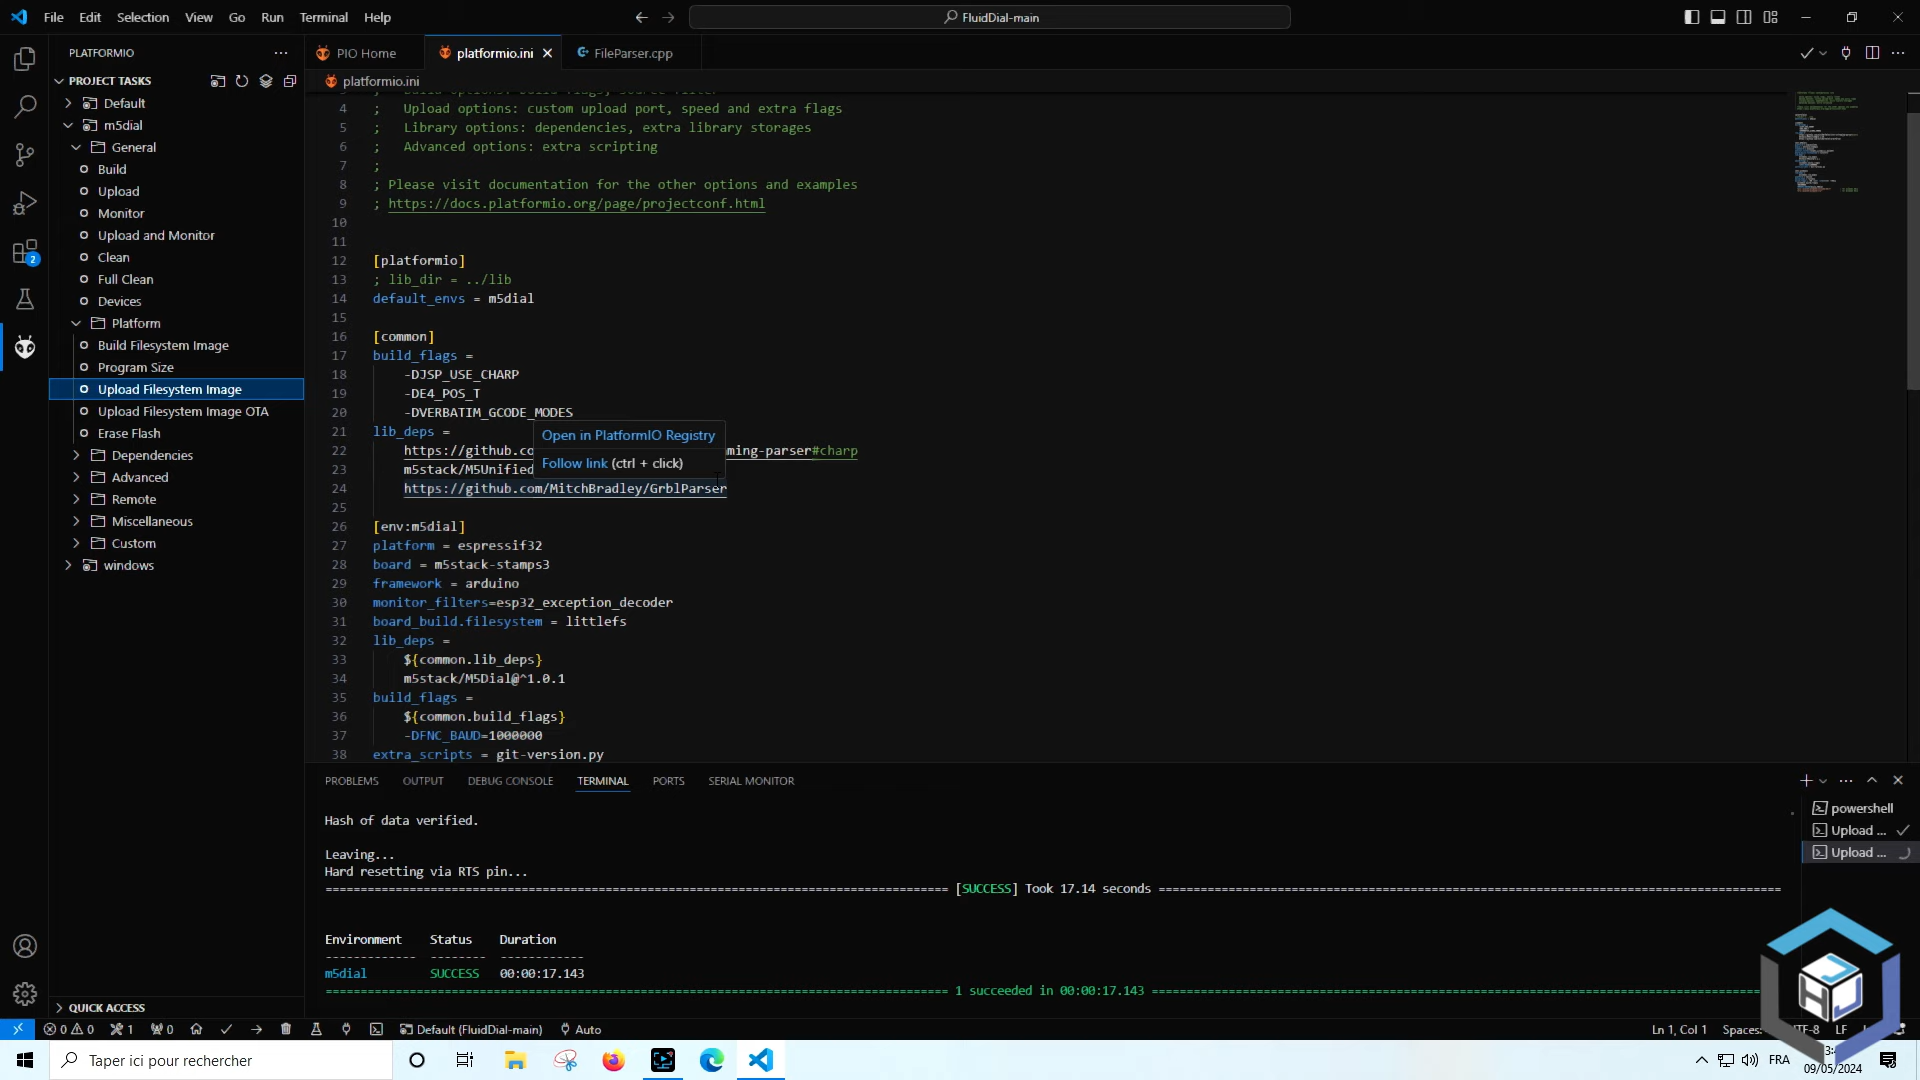 File Edit Selection View Go Run Terminal Help
FluidDial-main
PLATFORMIO
PIO Home
platformio.ini
FileParser.cpp
PROJECT TASKS
Default
m5dial
General
Build
Upload
Monitor
Upload and Monitor
Clean
Full Clean
Devices
Platform
Build Filesystem Image
Program Size
Upload Filesystem Image
Upload Filesystem Image OTA
Erase Flash
Dependencies
Advanced
Remote
Miscellaneous
Custom
windows
QUICK ACCESS
2
platformio.ini
4 ;   Upload options: custom upload port, speed and extra flags
5 ;   Library options: dependencies, extra library storages
6 ;   Advanced options: extra scripting
7 ;
8 ; Please visit documentation for the other options and examples
9 ; https://docs.platformio.org/page/projectconf.html
10
11
12 [platformio]
13 ; lib_dir = ../lib
14 default_envs = m5dial
15
16 [common]
17 build_flags =
18 -DJSP_USE_CHARP
19 -DE4_POS_T
20 -DVERBATIM_GCODE_MODES
21 lib_deps =
Open in PlatformIO Registry
22 https://github.co ming-parser#charp
Follow link (ctrl + click)
23 m5stack/M5Unified
24 https://github.com/MitchBradley/GrblParser
25
26 [env:m5dial]
27 platform = espressif32
28 board = m5stack-stamps3
29 framework = arduino
30 monitor_filters=esp32_exception_decoder
31 board_build.filesystem = littlefs
32 lib_deps =
33 ${common.lib_deps}
34 m5stack/M5Dial@^1.0.1
35 build_flags =
36 ${common.build_flags}
37 -DFNC_BAUD=1000000
38 extra_scripts = git-version.py
PROBLEMS OUTPUT DEBUG CONSOLE TERMINAL PORTS SERIAL MONITOR
Hash of data verified.
Leaving...
Hard resetting via RTS pin...
[SUCCESS] Took 17.14 seconds
Environment Status Duration
m5dial SUCCESS 00:00:17.143
1 succeeded in 00:00:17.143
powershell
Upload ...
Upload ...
0 0 1 0 Default (FluidDial-main) Auto
Ln 1, Col 1 Spaces: TF-8 LF
Taper ici pour rechercher
FRA
09/05/2024